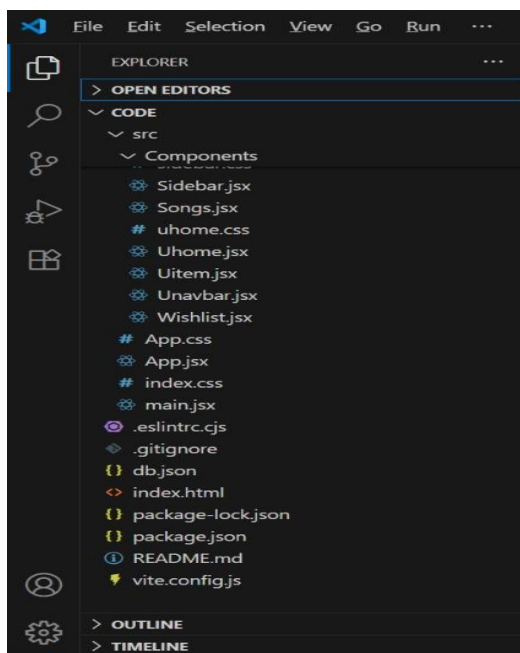 File Edit Selection View Go Run ...
EXPLORER ...
> OPEN EDITORS
CODE
src
Components
Sidebar.jsx
Songs.jsx
# uhome.css
Uhome.jsx
Uitem.jsx
Unavbar.jsx
Wishlist.jsx
# App.css
App.jsx
# index.css
main.jsx
.eslintrc.cjs
.gitignore
{} db.json
<> index.html
{} package-lock.json
{} package.json
README.md
vite.config.js
> OUTLINE
> TIMELINE